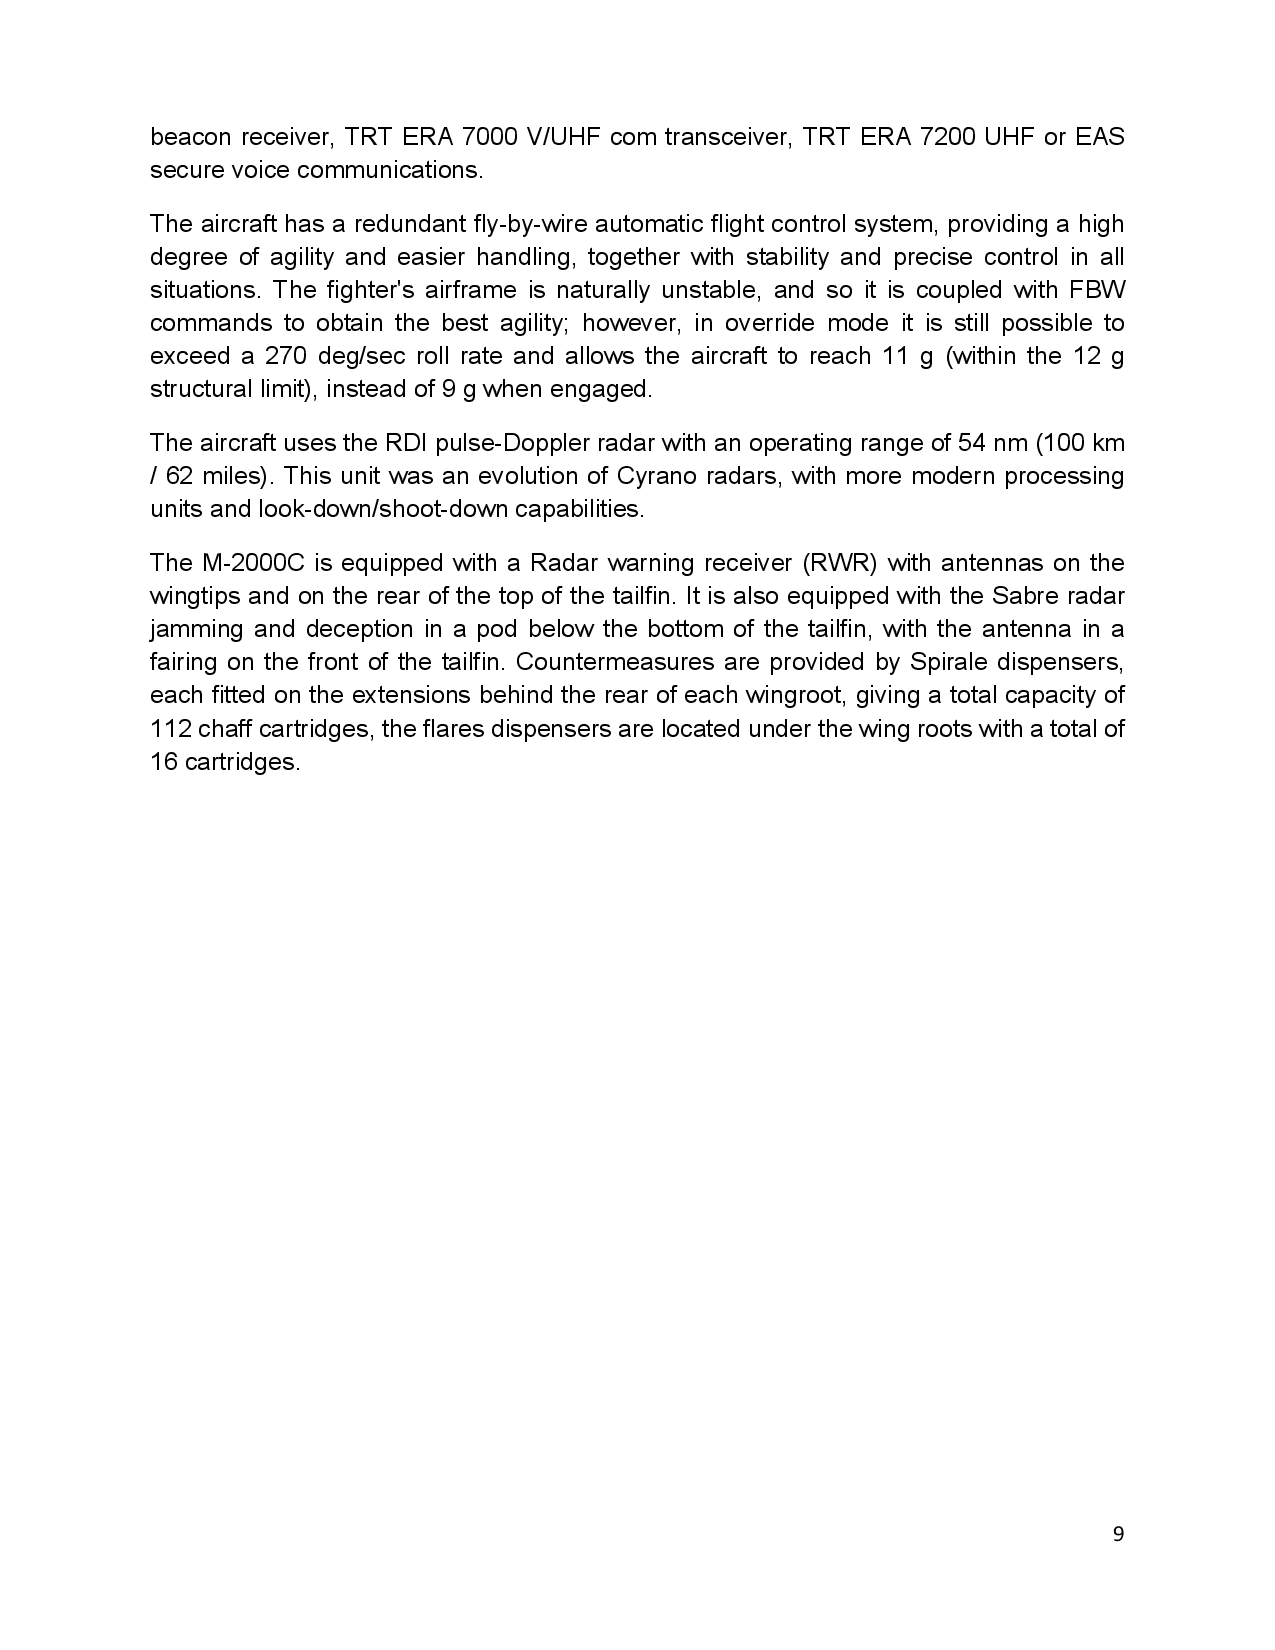 beacon receiver, TRT ERA 7000 V/UHF com transceiver, TRT ERA 7200 UHF or EAS
secure voice communications.
The aircraft has a redundant fly-by-wire automatic flight control system, providing a high
degree of agility and easier handling, together with stability and precise control in all
situations. The fighter's airframe is naturally unstable, and so it is coupled with FBW
commands to obtain the best agility; however, in override mode it is still possible to
exceed a 270 deg/sec roll rate and allows the aircraft to reach 11 g (within the 12 g
structural limit), instead of 9 g when engaged.
The aircraft uses the RDI pulse-Doppler radar with an operating range of 54 nm (100 km
/ 62 miles). This unit was an evolution of Cyrano radars, with more modern processing
units and look-down/shoot-down capabilities.
The M-2000C is equipped with a Radar warning receiver (RWR) with antennas on the
wingtips and on the rear of the top of the tailfin. It is also equipped with the Sabre radar
jamming and deception in a pod below the bottom of the tailfin, with the antenna in a
fairing on the front of the tailfin. Countermeasures are provided by Spirale dispensers,
each fitted on the extensions behind the rear of each wingroot, giving a total capacity of
112 chaff cartridges, the flares dispensers are located under the wing roots with a total of
16 cartridges.
9